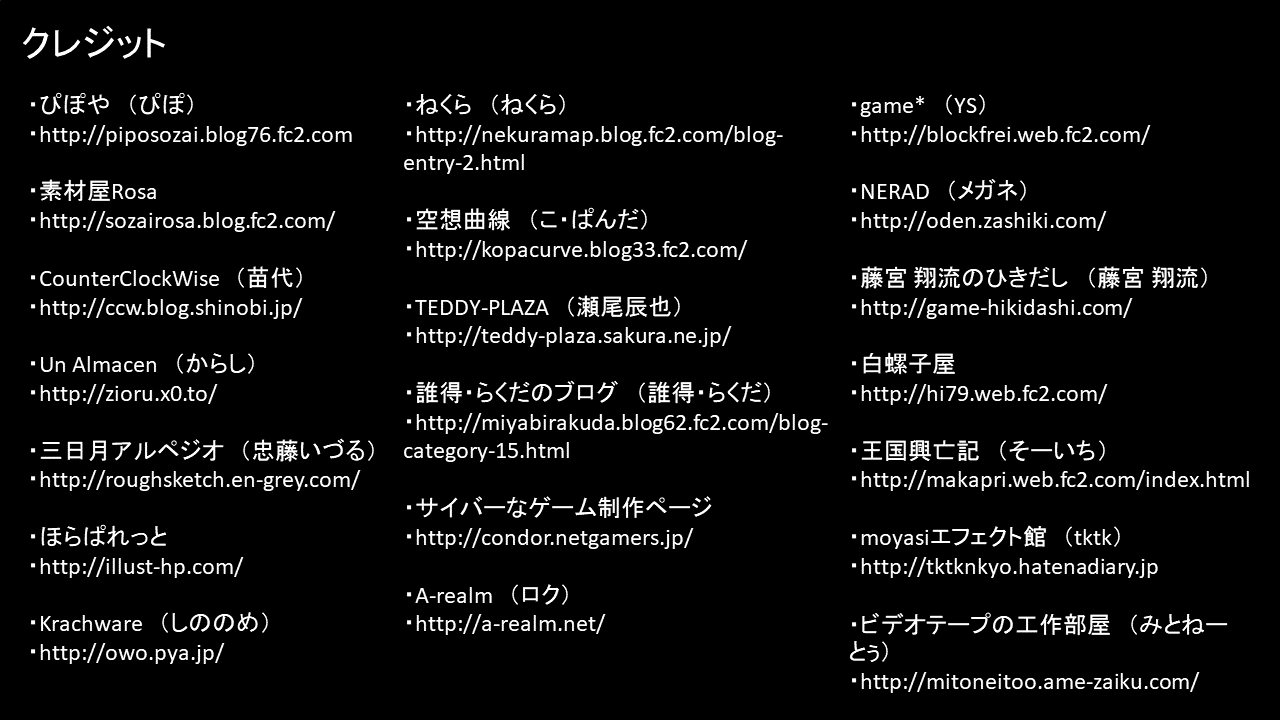 クレジット
・ぴぽや （ぴぽ）
・http://piposozai.blog76.fc2.com
・素材屋Rosa
・http://sozairosa.blog.fc2.com/
・CounterClockWise （苗代）
・http://ccw.blog.shinobi.jp/
・Un Almacen （からし）
・http://zioru.x0.to/
・三日月アルペジオ （忠藤いづる）
・http://roughsketch.en-grey.com/
・ほらぱれっと
・http://illust-hp.com/
・Krachware （しののめ）
・http://owo.pya.jp/
・ねくら （ねくら）
・http://nekuramap.blog.fc2.com/blog-
entry-2.html
・空想曲線 （こ・ぱんだ）
・http://kopacurve.blog33.fc2.com/
・TEDDY-PLAZA （瀬尾辰也）
・http://teddy-plaza.sakura.ne.jp/
・誰得・らくだのブログ （誰得・らくだ）
・http://miyabirakuda.blog62.fc2.com/blog-
category-15.html
・サイバーなゲーム制作ページ
・http://condor.netgamers.jp/
・A-realm （ロク）
・http://a-realm.net/
・game* （YS）
・http://blockfrei.web.fc2.com/
・NERAD （メガネ）
・http://oden.zashiki.com/
・藤宮 翔流のひきだし （藤宮 翔流）
・http://game-hikidashi.com/
・白螺子屋
・http://hi79.web.fc2.com/
・王国興亡記 （そーいち）
・http://makapri.web.fc2.com/index.html
・moyasiエフェクト館 （tktk）
・http://tktknkyo.hatenadiary.jp
・ビデオテープの工作部屋 （みとねー
とぅ）
・http://mitoneitoo.ame-zaiku.com/